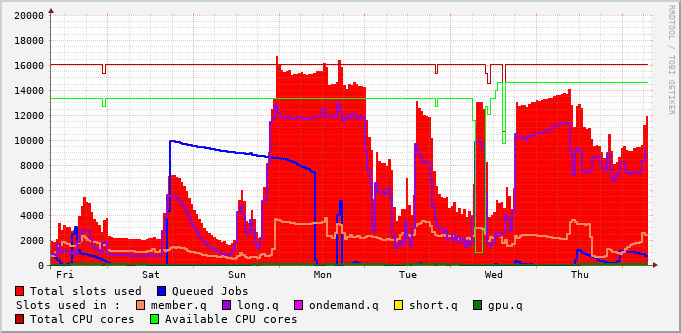 20000
18000
16000
14000
12000
10000
8000
6000
4000
2000
0
Fri Sat Sun Mon Tue Wed Thu
RRDTOOL / TOBI OETIKER
Total slots used Queued Jobs
Slots used in : member.q long.q ondemand.q short.q gpu.q
Total CPU cores Available CPU cores